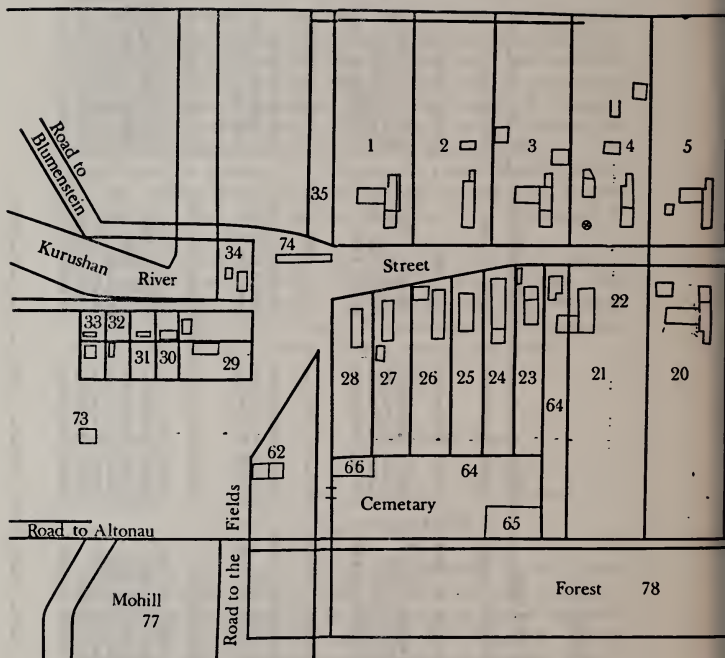 1
2
3
4
5
35
Road to
Blumenstein
Kurushan
River
34
74
Street
33
32
31
30
29
28
27
26
25
24
23
22
64
21
20
73
62
66
64
Cemetary
65
Road to Altonau
Road to the Fields
Mohill
77
Forest 78